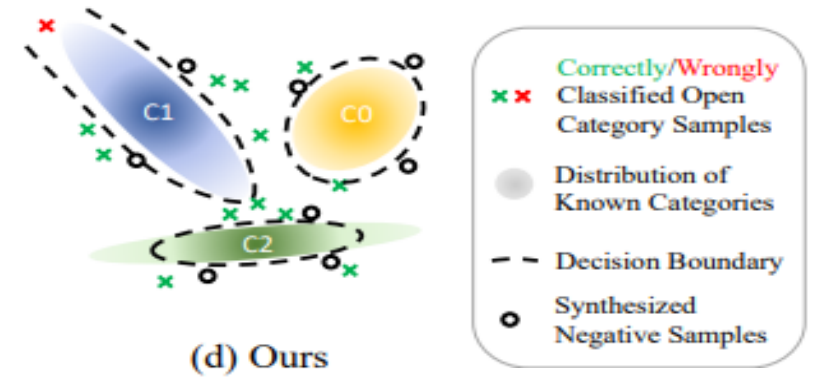 C1
C0
C2
(d) Ours
Correctly/Wrongly
Classified Open
Category Samples
Distribution of
Known Categories
Decision Boundary
Synthesized
Negative Samples